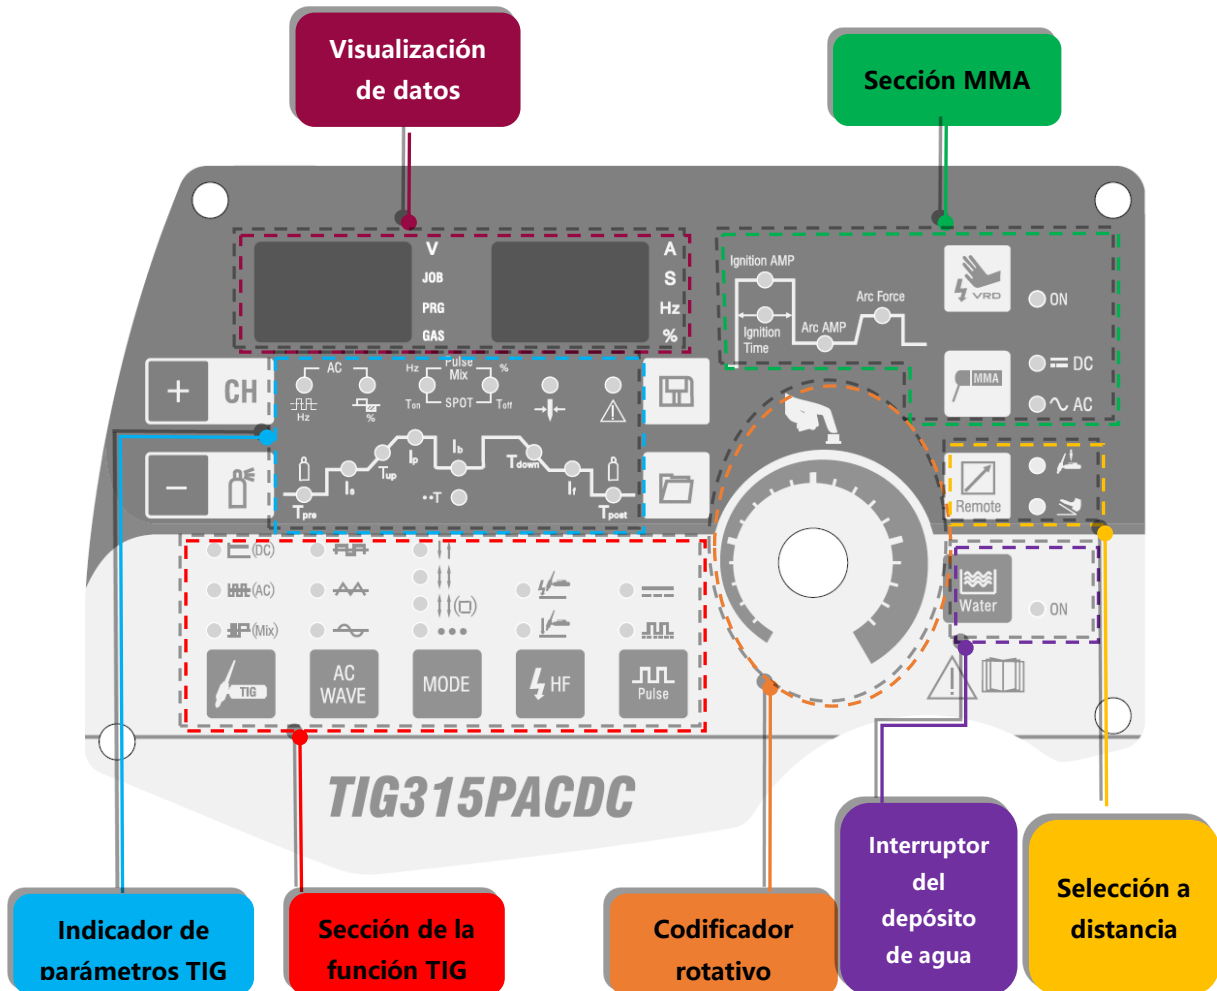 Visualización
de datos
Sección MMA
V
JOB
PRG
GAS
A
S
Hz
%
Ignition AMP
Ignition
Time
Arc AMP
Arc Force
VRD
ON
MMA
DC
AC
+ CH
−
AC
Hz
%
Hz
Pulse
Mix
%
Ton
SPOT
Toff
Tpre
Is
Tup
Ip
Ib
••T
Tdown
If
Tpost
Remote
(DC)
(AC)
(Mix)
TIG
AC
WAVE
MODE
HF
Pulse
Water
ON
TIG315PACDC
Indicador de
parámetros TIG
Sección de la
función TIG
Codificador
rotativo
Interruptor
del
depósito
de agua
Selección a
distancia